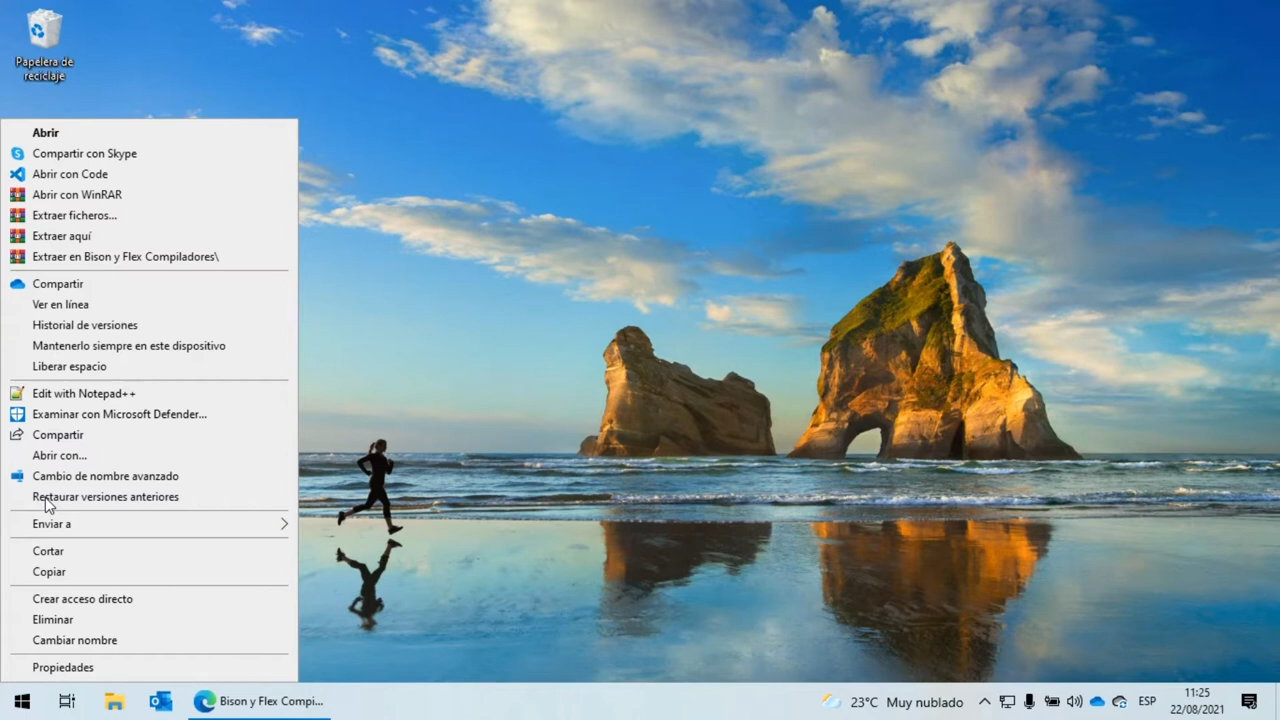 Papelera de
reciclaje
Abrir
Compartir con Skype
Abrir con Code
Abrir con WinRAR
Extraer ficheros...
Extraer aquí
Extraer en Bison y Flex Compiladores\
Compartir
Ver en línea
Historial de versiones
Mantenerlo siempre en este dispositivo
Liberar espacio
Edit with Notepad++
Examinar con Microsoft Defender...
Compartir
Abrir con...
Cambio de nombre avanzado
Restaurar versiones anteriores
Enviar a
Cortar
Copiar
Crear acceso directo
Eliminar
Cambiar nombre
Propiedades
Bison y Flex Compi...
23°C Muy nublado
ESP
11:25
22/08/2021